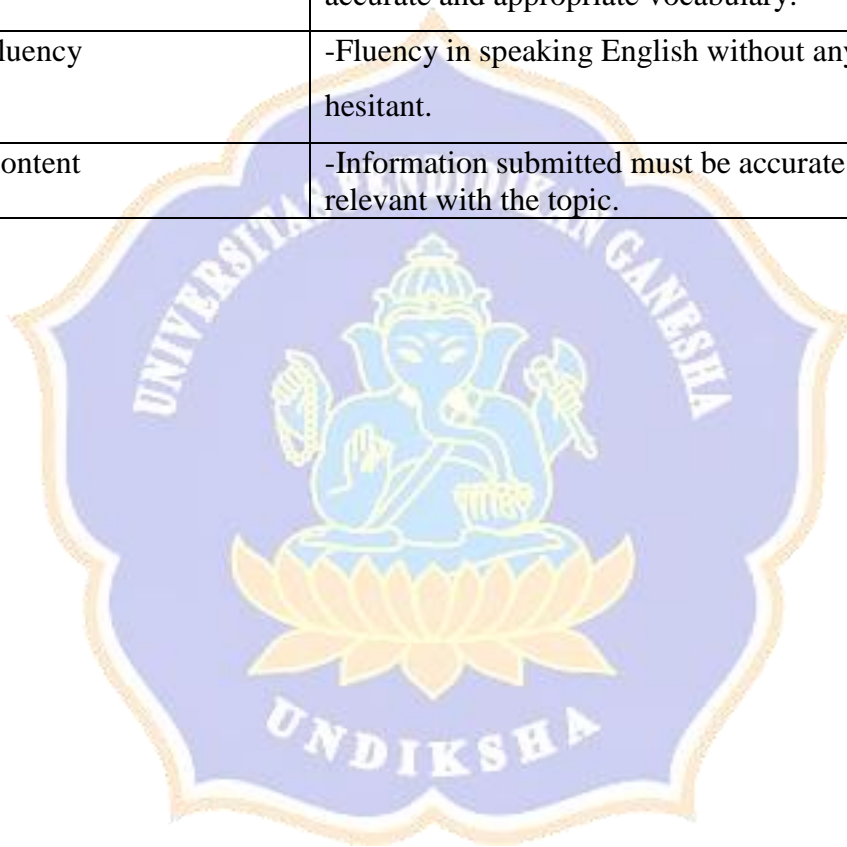 accurate and appropriate vocabulary.
luency -Fluency in speaking English without any
hesitant.
ontent -Information submitted must be accurate
relevant with the topic.
UNIVERSITAS PENDIDIKAN GANESHA
UNDIKSHA